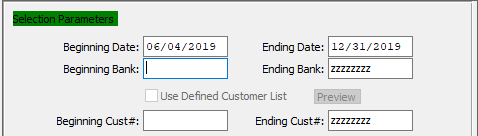 Selection Parameters
Beginning Date: 06/04/2019 Ending Date: 12/31/2019
Beginning Bank: Ending Bank: zzzzzzzz
Use Defined Customer List Preview
Beginning Cust#: Ending Cust#: zzzzzzzz